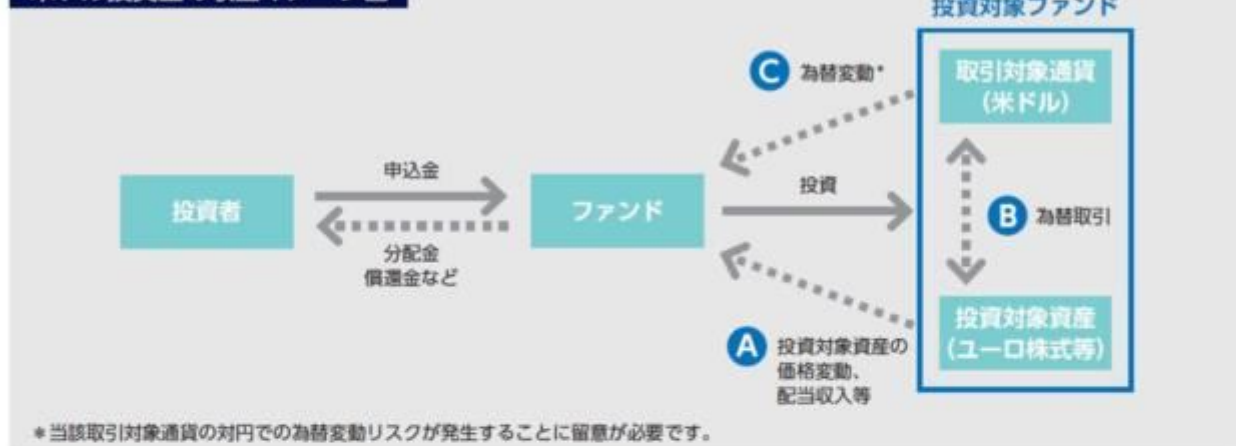 投資対象ファンド
C 為替変動*
取引対象通貨
(米ドル)
申込金
投資
投資者
ファンド
B 為替取引
分配金
償還金など
A 投資対象資産の
価格変動、
配当収入等
投資対象資産
(ユーロ株式等)
*当該取引対象通貨の対円での為替変動リスクが発生することに留意が必要です。